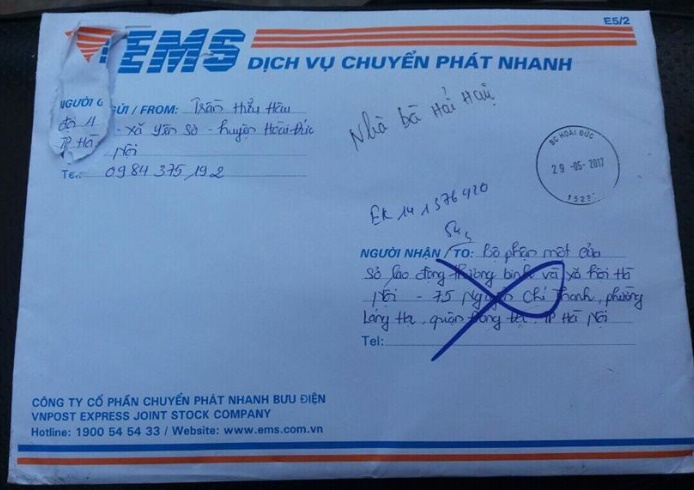 E5/2
EMS
DỊCH VỤ CHUYỂN PHÁT NHANH
NGƯỜI GỬI / FROM: Trần Hữu
- xã Yên Sở - huyện Hoài Đức
TP Hà Nội
Tel: 0984 375 192
Nhà bà Hải
BC HOÀI ĐỨC
29-05-2017
EK 141376920
NGƯỜI NHẬN / TO: Bộ phận một cửa
Sở Lao động thương binh và xã hội Hà
Nội - 75 Nguyễn Chí Thanh, phường
Láng Hạ, quận Đống Đa, TP Hà Nội
Tel:
CÔNG TY CỔ PHẦN CHUYỂN PHÁT NHANH BƯU ĐIỆN
VNPOST EXPRESS JOINT STOCK COMPANY
Hotline: 1900 54 54 33 / Website: www.ems.com.vn